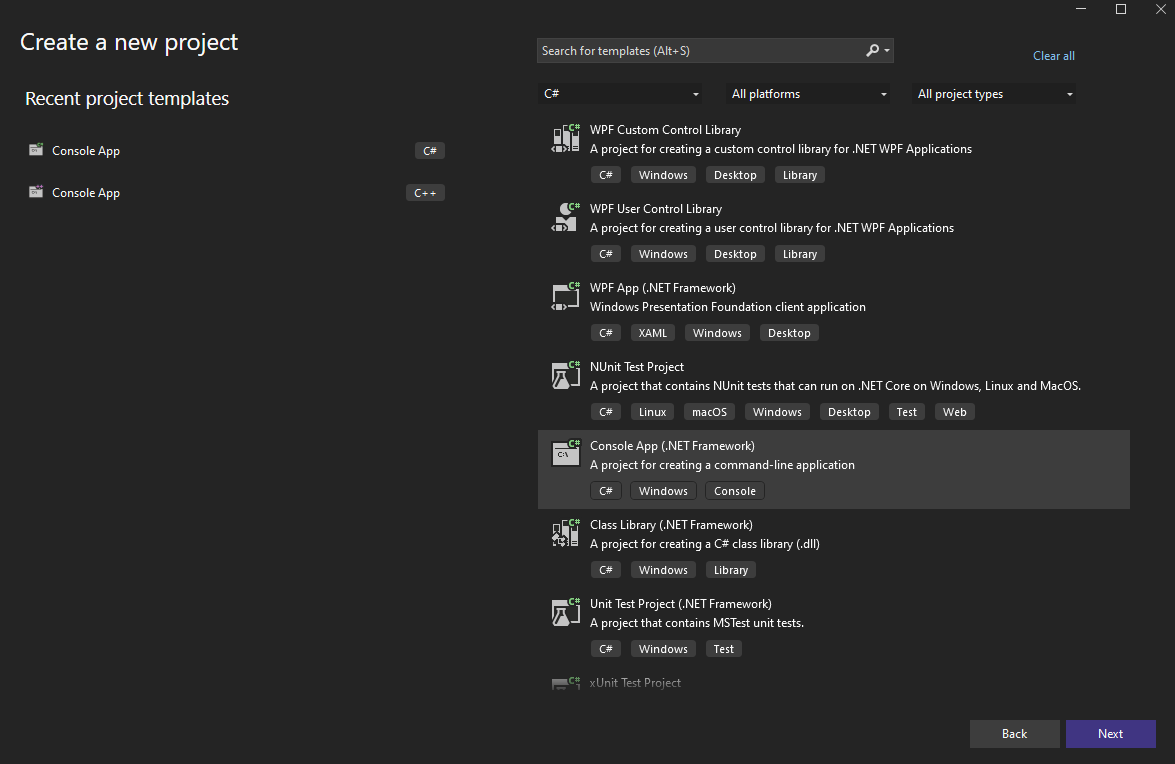 Create a new project
Recent project templates
Console App C#
Console App C++
Search for templates (Alt+S)
Clear all
C# All platforms All project types
WPF Custom Control Library
A project for creating a custom control library for .NET WPF Applications
C# Windows Desktop Library
WPF User Control Library
A project for creating a user control library for .NET WPF Applications
C# Windows Desktop Library
WPF App (.NET Framework)
Windows Presentation Foundation client application
C# XAML Windows Desktop
NUnit Test Project
A project that contains NUnit tests that can run on .NET Core on Windows, Linux and MacOS.
C# Linux macOS Windows Desktop Test Web
Console App (.NET Framework)
A project for creating a command-line application
C# Windows Console
Class Library (.NET Framework)
A project for creating a C# class library (.dll)
C# Windows Library
Unit Test Project (.NET Framework)
A project that contains MSTest unit tests.
C# Windows Test
xUnit Test Project
Back Next